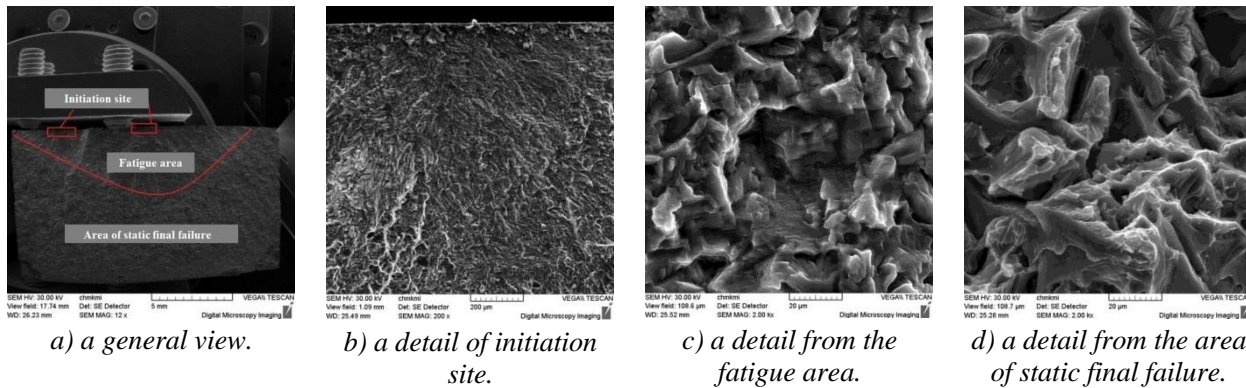 Initiation site
Fatigue area
Area of static final failure
SEM HV: 30.00 kV chmkmi VEGA\\ TESCAN
View field: 17.74 mm Det: SE Detector 5 mm
WD: 26.23 mm SEM MAG: 12 x Digital Microscopy Imaging
a) a general view.
SEM HV: 30.00 kV chmkmi VEGA\\ TESCAN
View field: 1.09 mm Det: SE Detector 200 µm
WD: 25.49 mm SEM MAG: 200 x Digital Microscopy Imaging
b) a detail of initiation
site.
SEM HV: 30.00 kV chmkmi VEGA\\ TESCAN
View field: 108.6 µm Det: SE Detector 20 µm
WD: 25.52 mm SEM MAG: 2.00 kx Digital Microscopy Imaging
c) a detail from the
fatigue area.
SEM HV: 30.00 kV chmkmi VEGA\\ TESCAN
View field: 108.7 µm Det: SE Detector 20 µm
WD: 25.28 mm SEM MAG: 2.00 kx Digital Microscopy Imaging
d) a detail from the area
of static final failure.